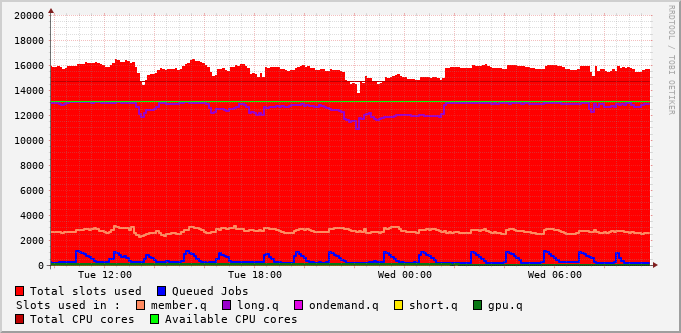 20000
18000
16000
14000
12000
10000
8000
6000
4000
2000
0
Tue 12:00 Tue 18:00 Wed 00:00 Wed 06:00
RRDTOOL / TOBI OETIKER
Total slots used Queued Jobs
Slots used in : member.q long.q ondemand.q short.q gpu.q
Total CPU cores Available CPU cores